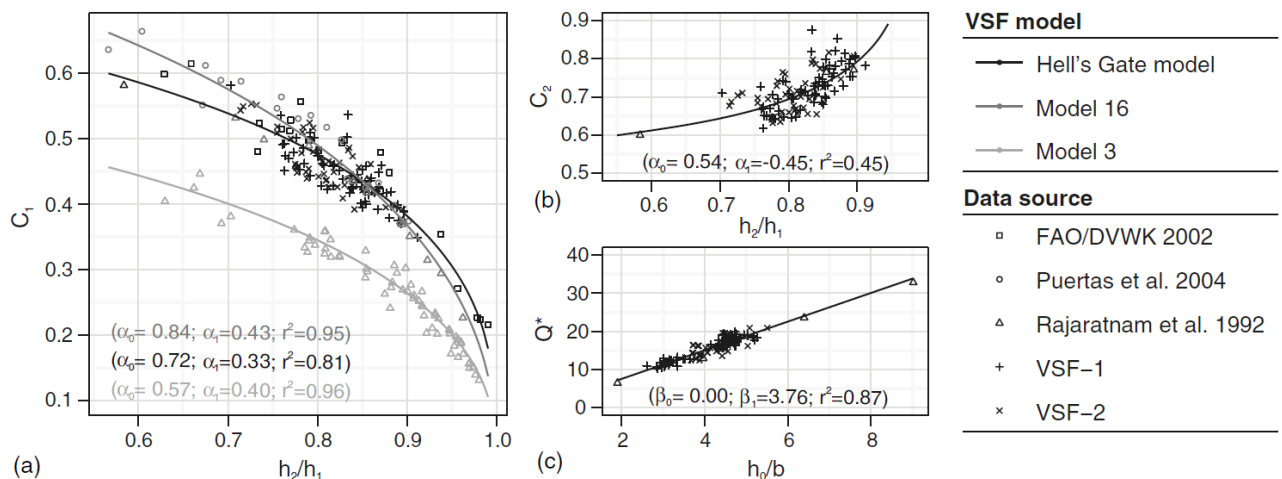 0.6
0.5
0.4
0.3
0.2
0.1
C₁
(α₀= 0.84; α₁=0.43; r²=0.95)
(α₀= 0.72; α₁=0.33; r²=0.81)
(α₀= 0.57; α₁=0.40; r²=0.96)
0.6 0.7 0.8 0.9 1.0
(a)
h₂/h₁
0.9
0.8
0.7
0.6
0.5
C₂
(α₀= 0.54; α₁=-0.45; r²=0.45)
0.6 0.7 0.8 0.9
(b)
h₂/h₁
40
30
20
10
0
Q*
(β₀= 0.00; β₁=3.76; r²=0.87)
2 4 6 8
(c)
h₀/b
VSF model
Hell's Gate model
Model 16
Model 3
Data source
FAO/DVWK 2002
Puertas et al. 2004
Rajaratnam et al. 1992
VSF−1
VSF−2